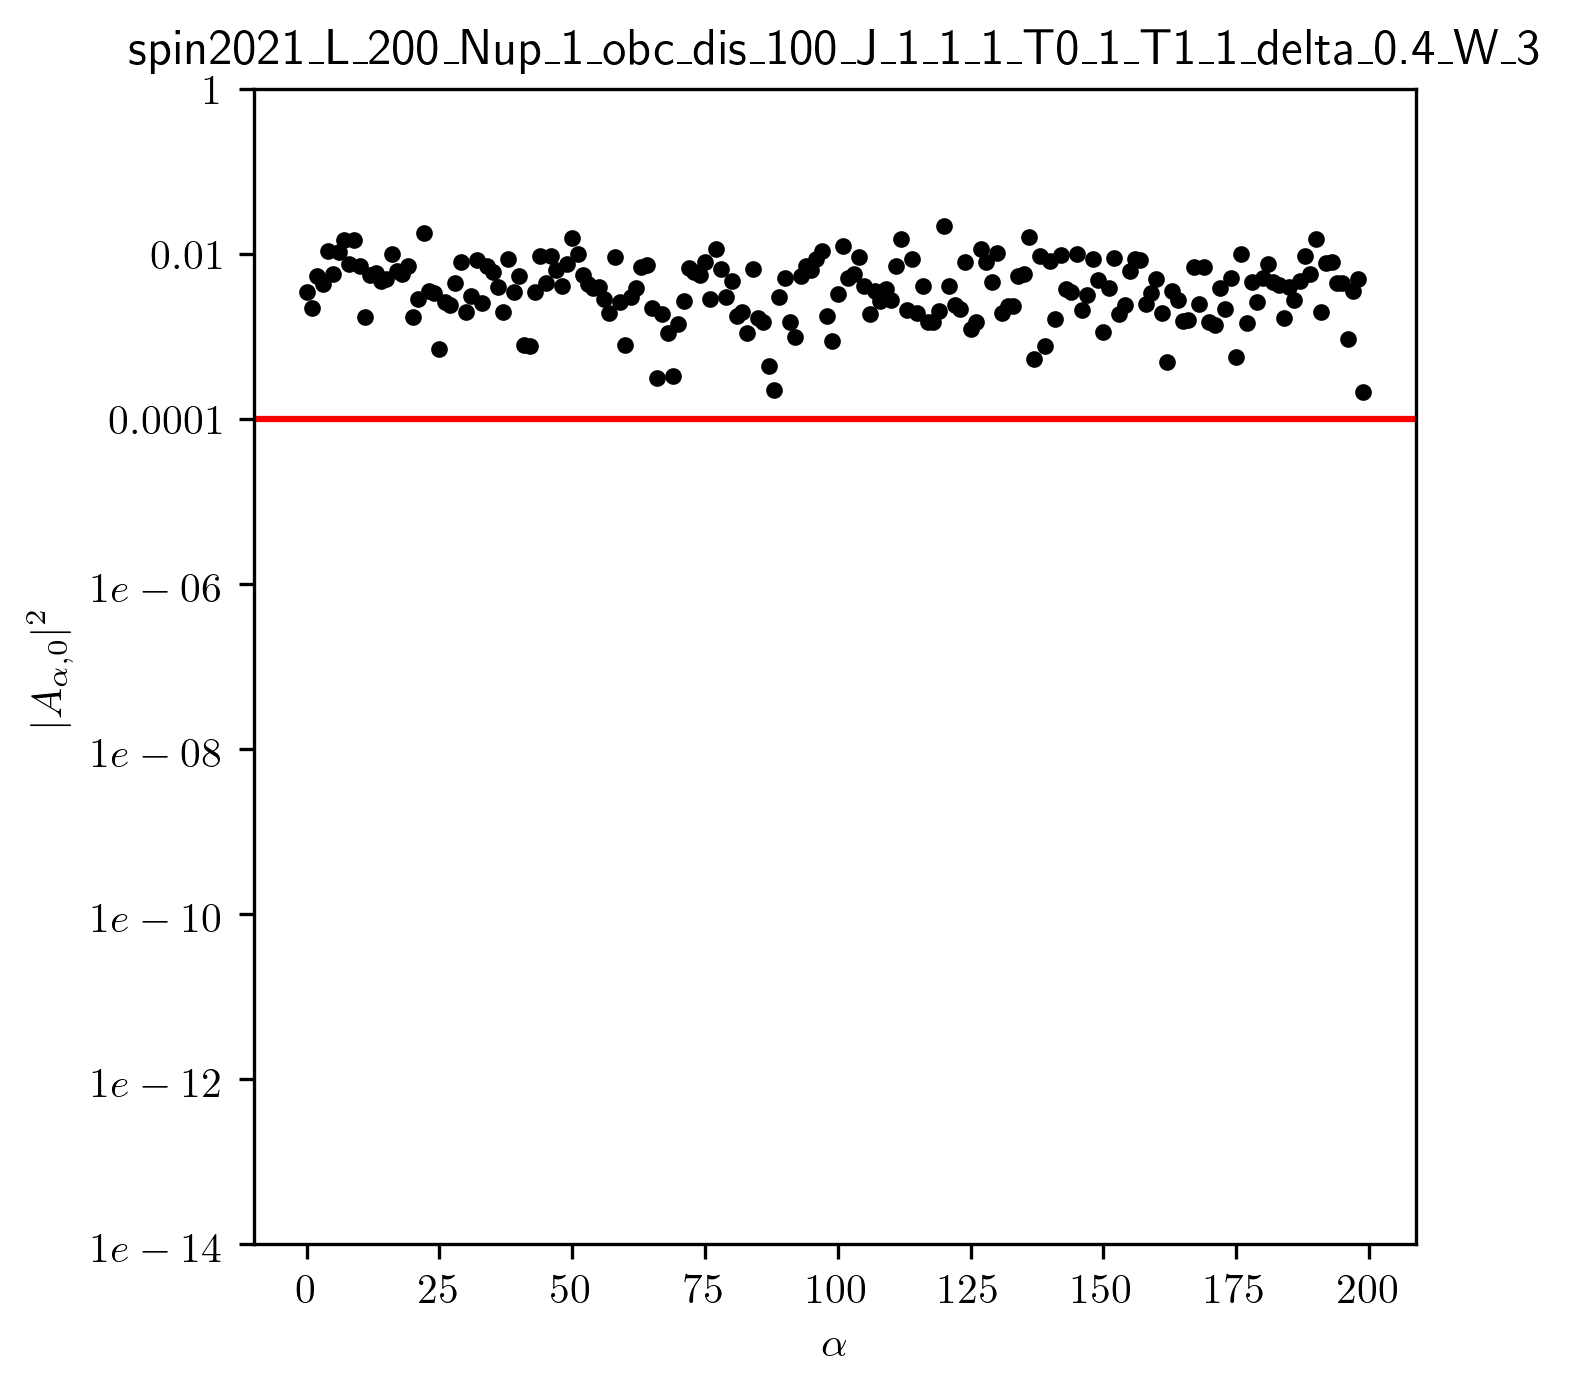 spin2021_L_200_Nup_1_obc_dis_100_J_1_1_1_T0_1_T1_1_delta_0.4_W_3
1
0.01
0.0001
1e − 06
1e − 08
1e − 10
1e − 12
1e − 14
|A_{α,0}|^2
0 25 50 75 100 125 150 175 200
α